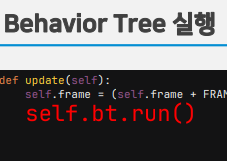 Behavior Tree 실행
def update(self):
self.frame = (self.frame + FRAM
self.bt.run()